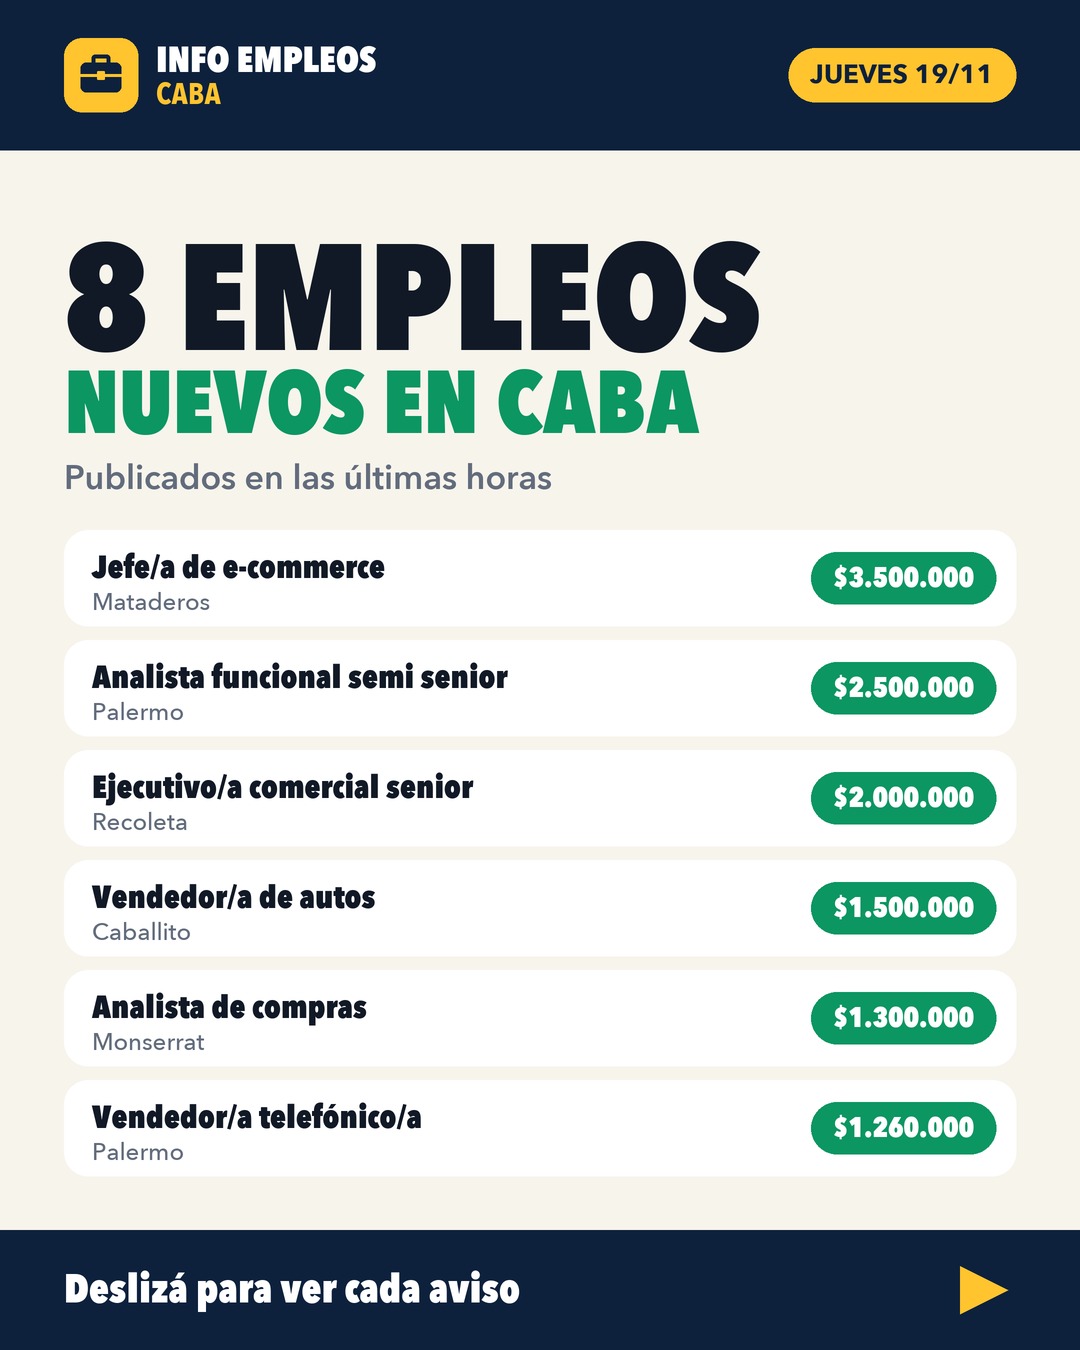 INFO EMPLEOS
CABA
JUEVES 19/11
8 EMPLEOS
NUEVOS EN CABA
Publicados en las últimas horas
Jefe/a de e-commerce
Mataderos
$3.500.000
Analista funcional semi senior
Palermo
$2.500.000
Ejecutivo/a comercial senior
Recoleta
$2.000.000
Vendedor/a de autos
Caballito
$1.500.000
Analista de compras
Monserrat
$1.300.000
Vendedor/a telefónico/a
Palermo
$1.260.000
Deslizá para ver cada aviso